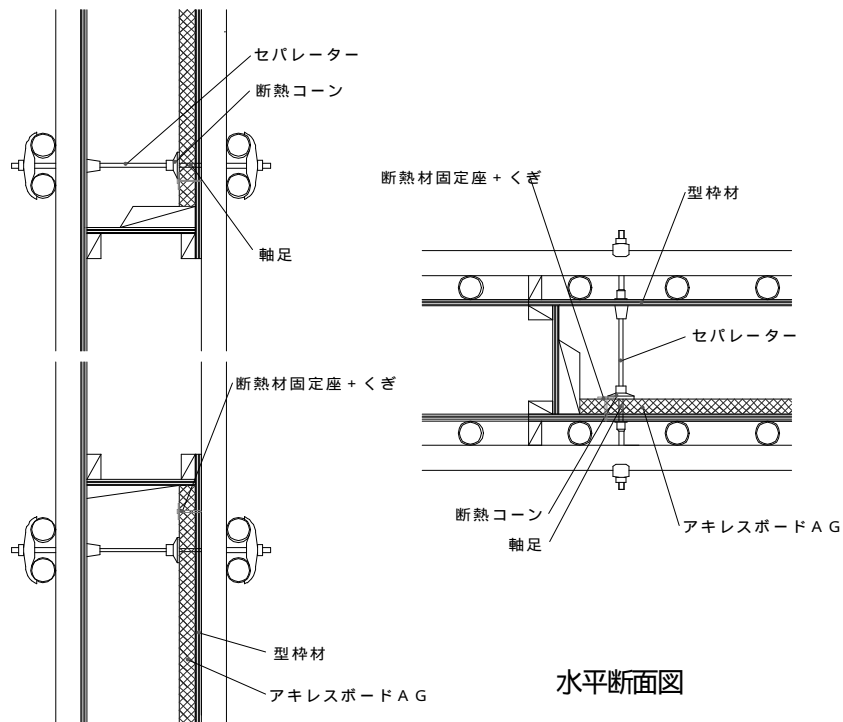 セパレーター
断熱コーン
軸足
断熱材固定座＋くぎ
型枠材
アキレスボードＡＧ
断熱材固定座＋くぎ
型枠材
セパレーター
断熱コーン
軸足
アキレスボードＡＧ
水平断面図